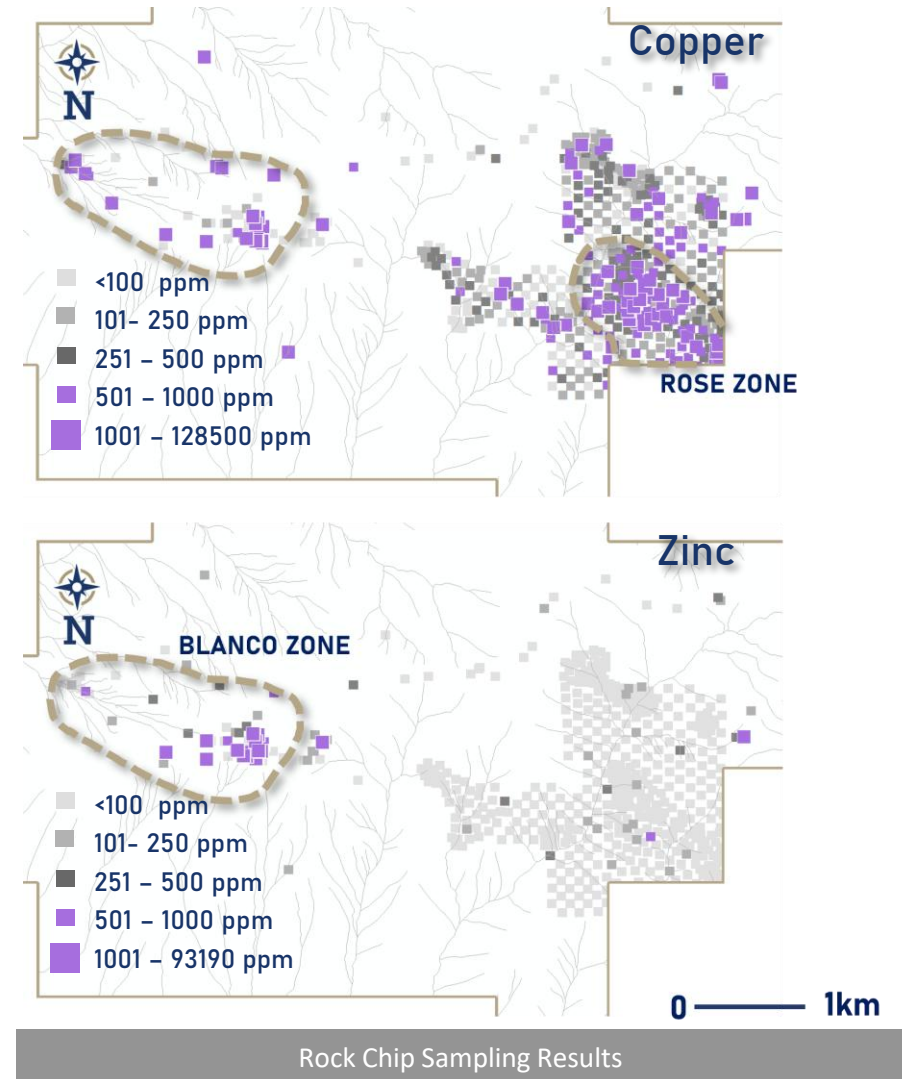 Copper
N
<100 ppm
101- 250 ppm
251 – 500 ppm
501 – 1000 ppm
1001 – 128500 ppm
ROSE ZONE
Zinc
N
BLANCO ZONE
<100 ppm
101- 250 ppm
251 – 500 ppm
501 – 1000 ppm
1001 – 93190 ppm
0 1km
Rock Chip Sampling Results